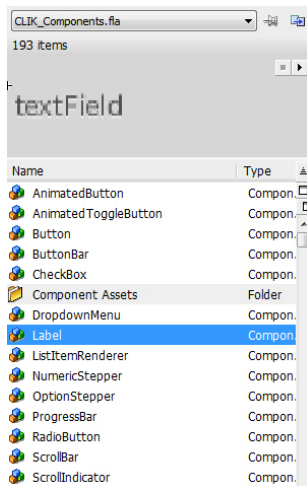 CLIK_Components.fla
193 items
textField
Name Type
AnimatedButton Compon.
AnimatedToggleButton Compon.
Button Compon.
ButtonBar Compon.
CheckBox Compon.
Component Assets Folder
DropdownMenu Compon.
Label Compon.
ListItemRenderer Compon.
NumericStepper Compon.
OptionStepper Compon.
ProgressBar Compon.
RadioButton Compon.
ScrollBar Compon.
ScrollIndicator Compon.